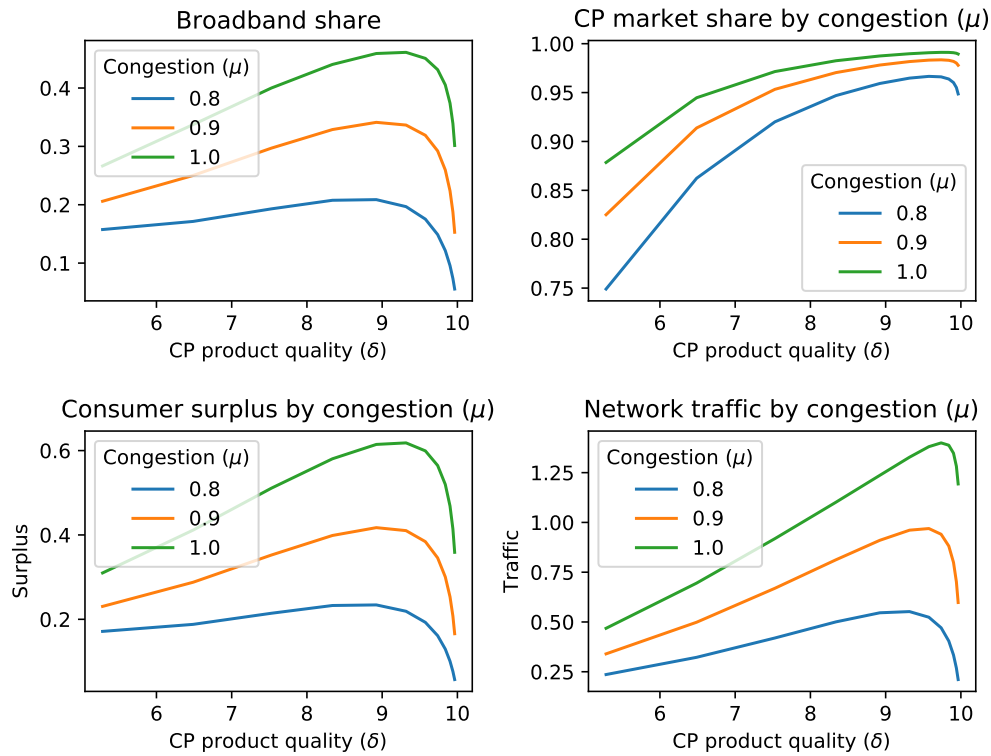 Broadband share
Congestion (μ)
0.8
0.9
1.0
0.4
0.3
0.2
0.1
6 7 8 9 10
CP product quality (δ)
CP market share by congestion (μ)
1.00
0.95
0.90
0.85
0.80
0.75
Congestion (μ)
0.8
0.9
1.0
6 7 8 9 10
CP product quality (δ)
Consumer surplus by congestion (μ)
Surplus
0.6
0.4
0.2
Congestion (μ)
0.8
0.9
1.0
6 7 8 9 10
CP product quality (δ)
Network traffic by congestion (μ)
Traffic
1.25
1.00
0.75
0.50
0.25
Congestion (μ)
0.8
0.9
1.0
6 7 8 9 10
CP product quality (δ)